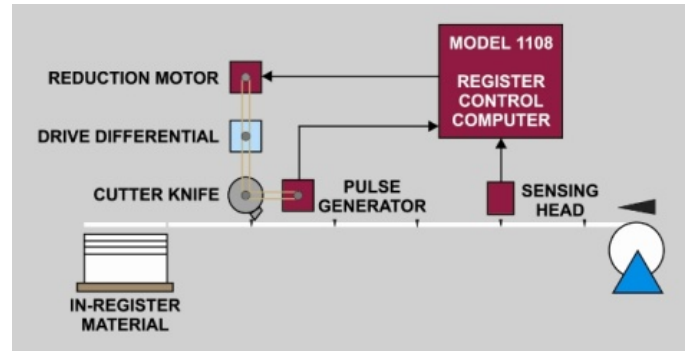 MODEL 1108
REGISTER
CONTROL
COMPUTER
REDUCTION MOTOR
DRIVE DIFFERENTIAL
CUTTER KNIFE
PULSE
GENERATOR
SENSING
HEAD
IN-REGISTER
MATERIAL